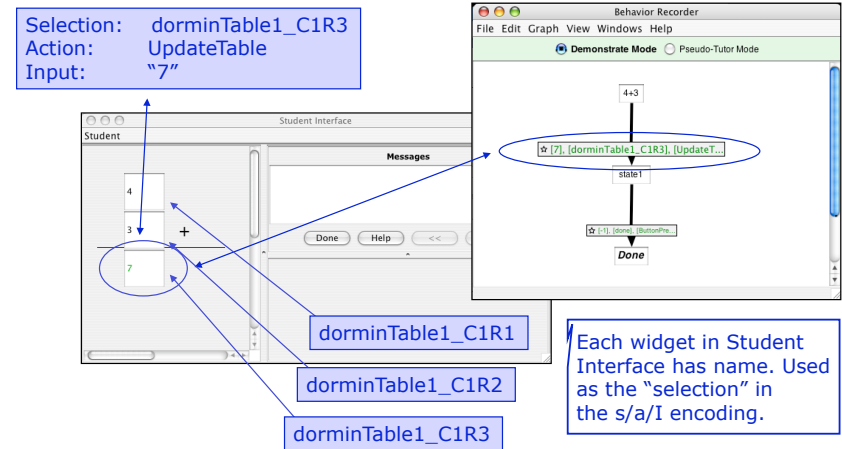 Selection: dorminTable1_C1R3
Action: UpdateTable
Input: “7”
Behavior Recorder
File Edit Graph View Windows Help
Demonstrate Mode Pseudo-Tutor Mode
4+3
[7], [dorminTable1_C1R3], [UpdateT...
state1
[-1], [done], [ButtonPre...
Done
Student Interface
Student
Messages
4
3 +
7
Done Help <<
dorminTable1_C1R1
dorminTable1_C1R2
dorminTable1_C1R3
Each widget in Student
Interface has name. Used
as the “selection” in
the s/a/I encoding.